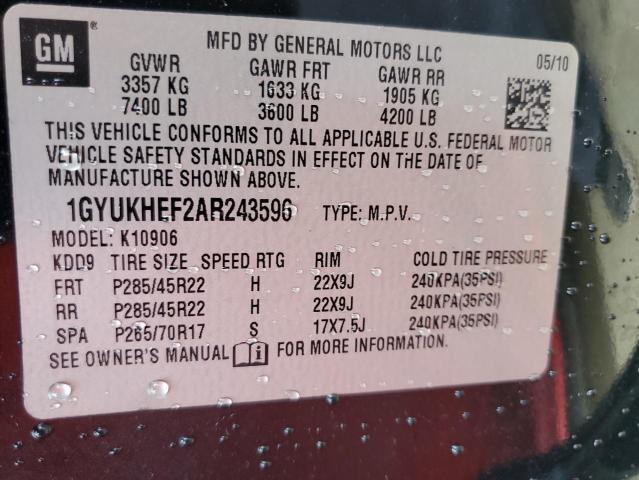 GM ®
MFD BY GENERAL MOTORS LLC
05/10
GVWR GAWR FRT GAWR RR
3357 KG 1633 KG 1905 KG
7400 LB 3600 LB 4200 LB
THIS VEHICLE CONFORMS TO ALL APPLICABLE U.S. FEDERAL MOTOR
VEHICLE SAFETY STANDARDS IN EFFECT ON THE DATE OF
MANUFACTURE SHOWN ABOVE.
1GYUKHEF2AR243596 TYPE: M.P.V.
MODEL: K10906
KDD9 TIRE SIZE SPEED RTG RIM COLD TIRE PRESSURE
FRT P285/45R22 H 22X9J 240KPA(35PSI)
RR P285/45R22 H 22X9J 240KPA(35PSI)
SPA P265/70R17 S 17X7.5J 240KPA(35PSI)
SEE OWNER'S MANUAL i FOR MORE INFORMATION.